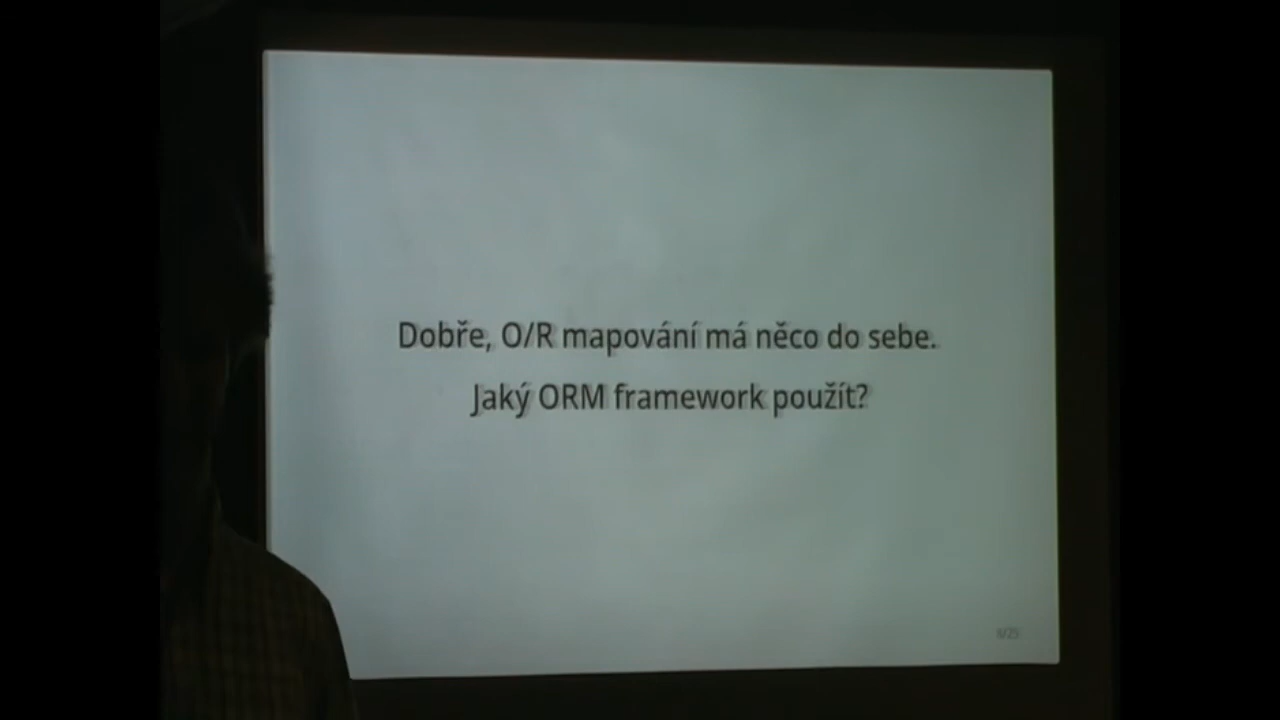 Dobře, O/R mapování má něco do sebe.
Jaký ORM framework použít?